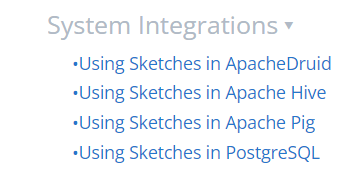 System Integrations ▾
•Using Sketches in ApacheDruid
•Using Sketches in Apache Hive
•Using Sketches in Apache Pig
•Using Sketches in PostgreSQL